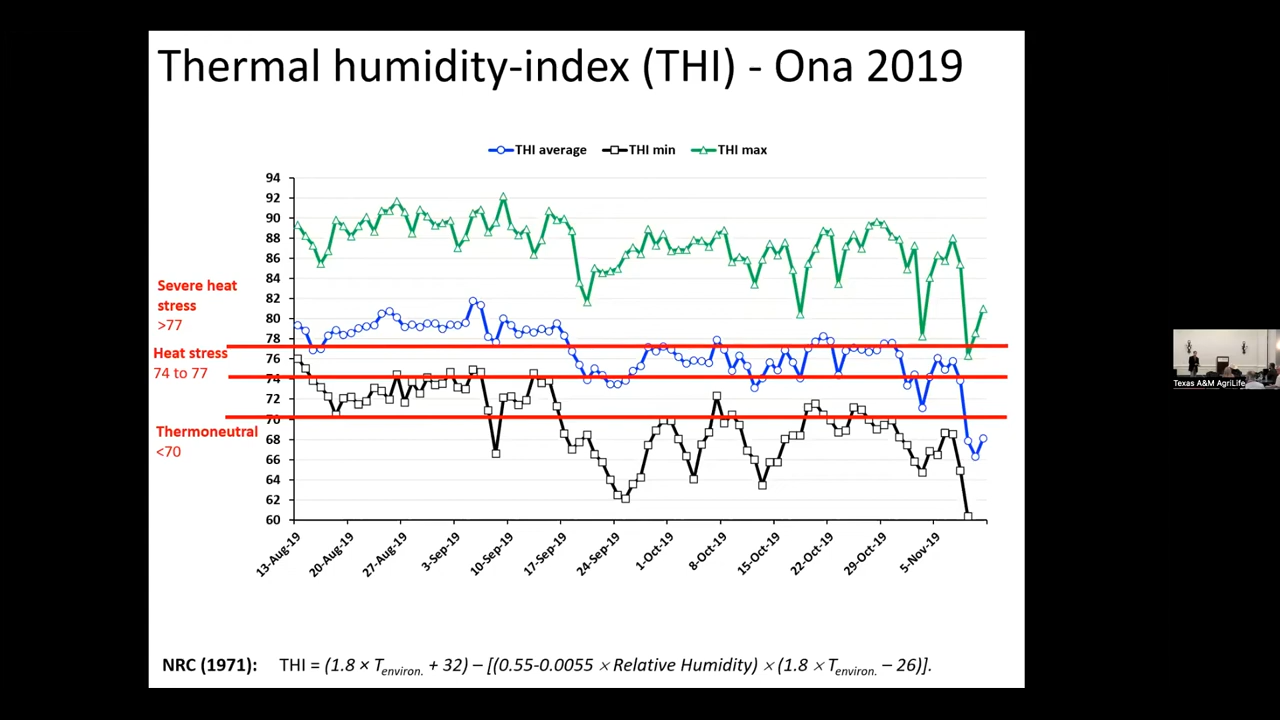 Thermal humidity-index (THI) - Ona 2019
THI average THI min THI max
94
92
90
88
86
84
82
80
78
76
74
72
70
68
66
64
62
60
Severe heat
stress
>77
Heat stress
74 to 77
Thermoneutral
<70
13-Aug-19 20-Aug-19 27-Aug-19 3-Sep-19 10-Sep-19 17-Sep-19 24-Sep-19 1-Oct-19 8-Oct-19 15-Oct-19 22-Oct-19 29-Oct-19 5-Nov-19
NRC (1971): THI = (1.8 × Tenviron. + 32) – [(0.55-0.0055 × Relative Humidity) × (1.8 × Tenviron. – 26)].
Texas A&M AgriLife